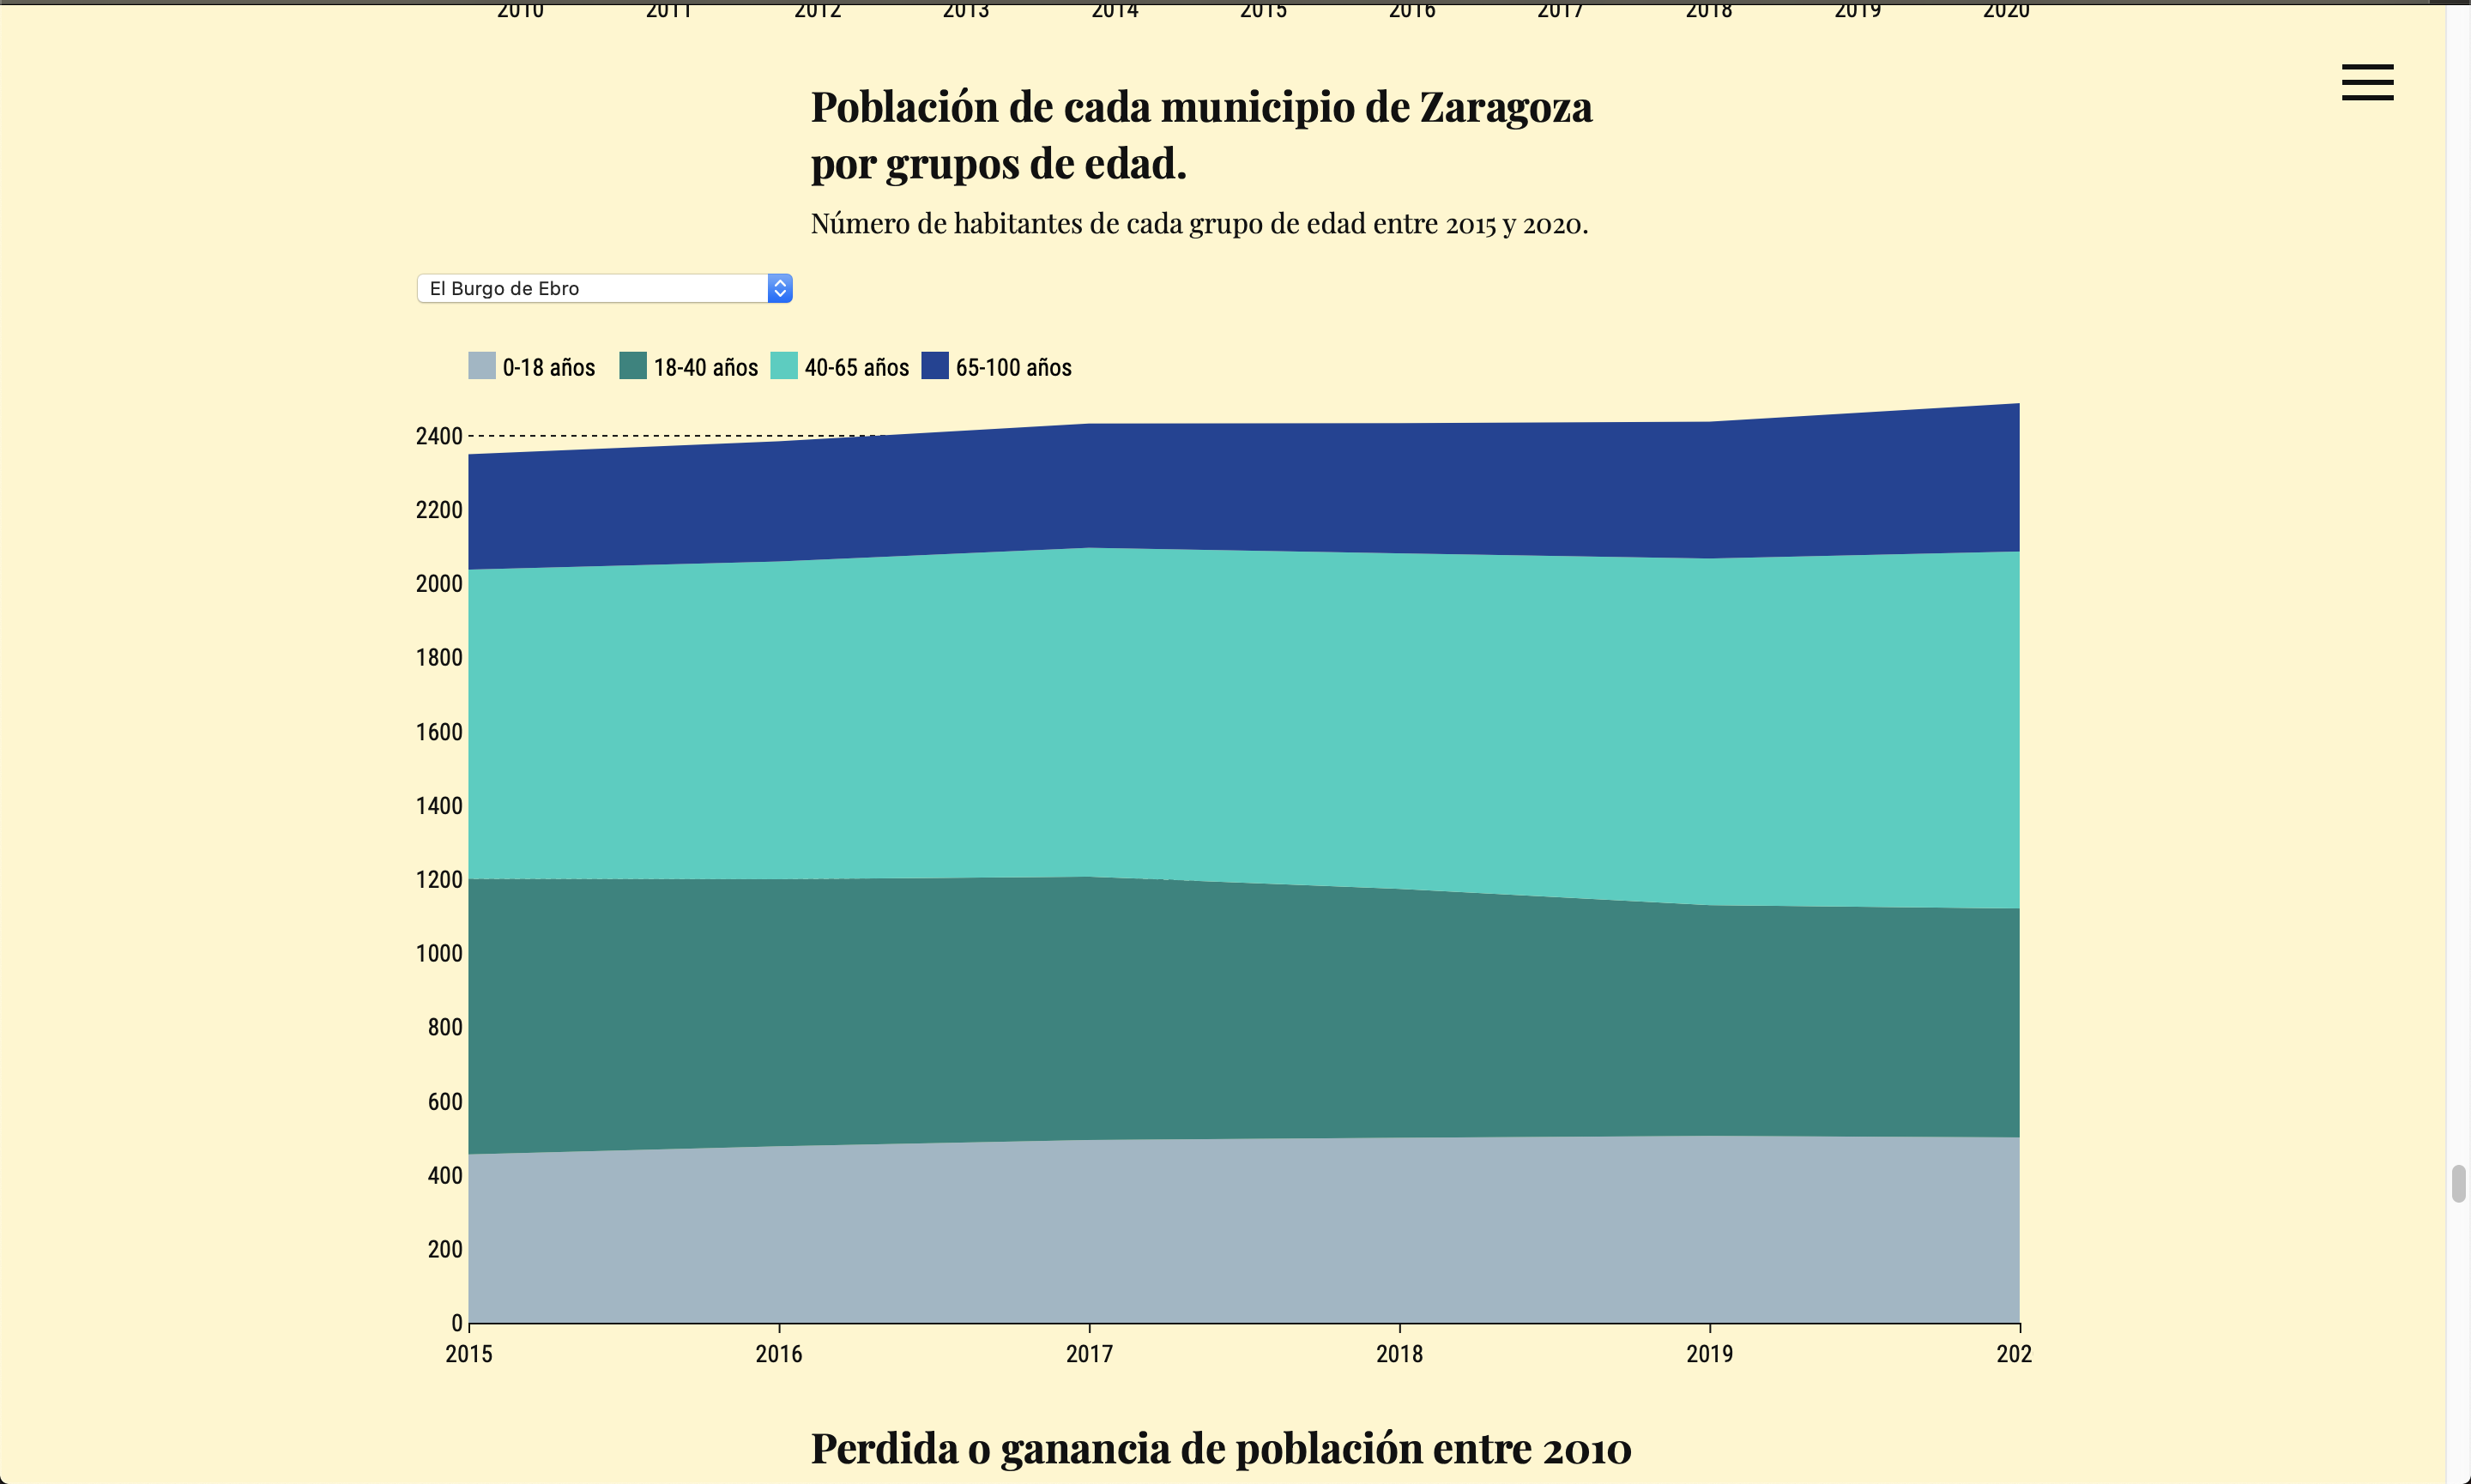 2010 2011 2012 2013 2014 2015 2016 2017 2018 2019 2020
Población de cada municipio de Zaragoza
por grupos de edad.
Número de habitantes de cada grupo de edad entre 2015 y 2020.
El Burgo de Ebro
0-18 años 18-40 años 40-65 años 65-100 años
2400
2200
2000
1800
1600
1400
1200
1000
800
600
400
200
0
2015 2016 2017 2018 2019 202
Perdida o ganancia de población entre 2010